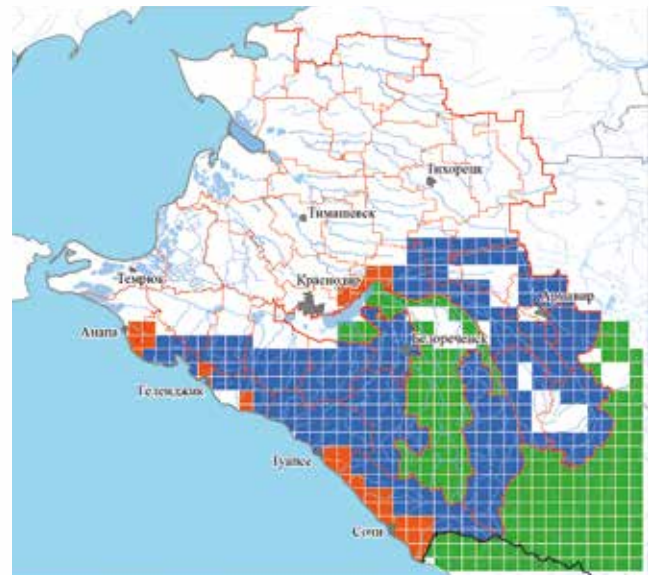 Тихорецк
Тимашевск
Темрюк
Краснодар
Армавир
Анапа
Белореченск
Геленджик
Туапсе
Сочи